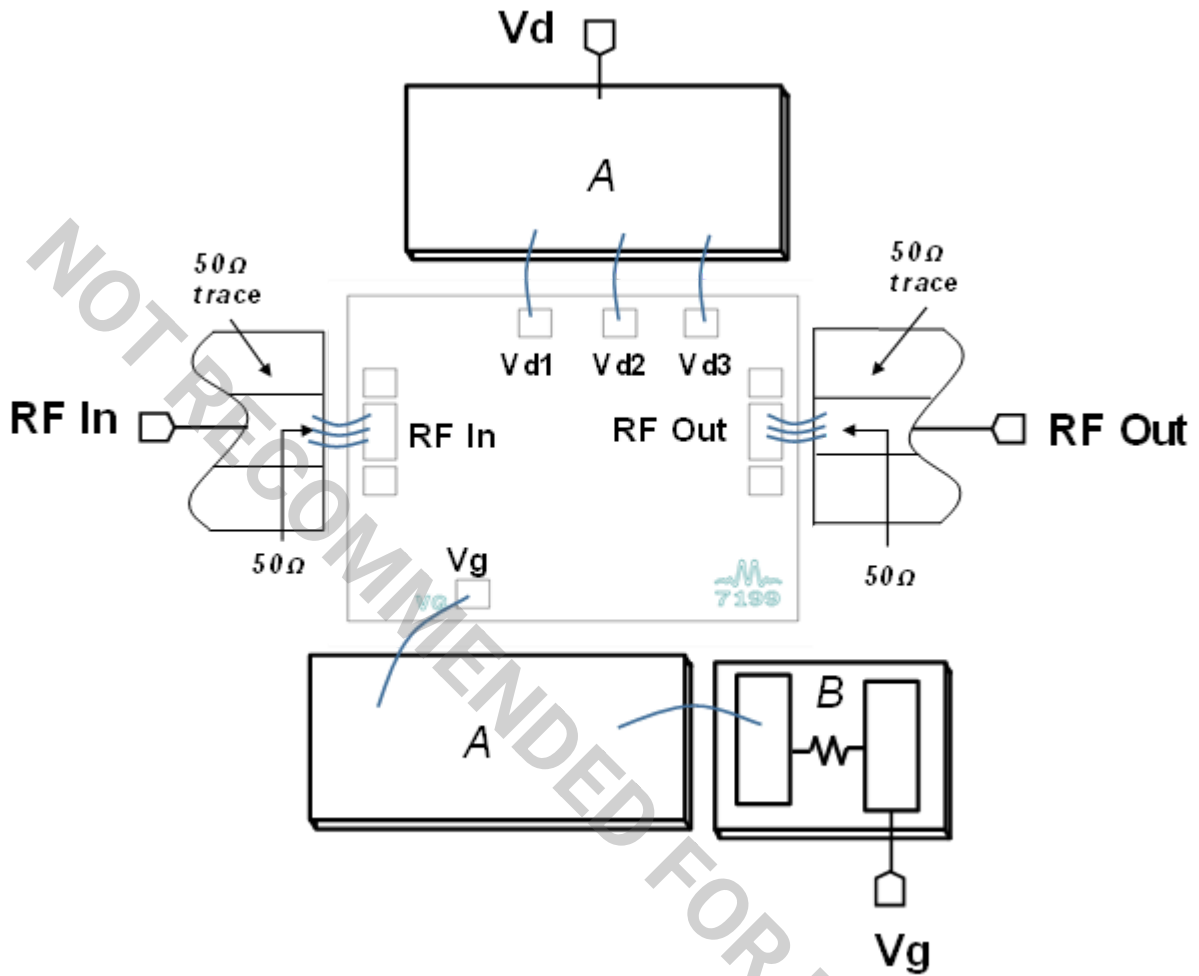 Vd
A
50Ω
trace
50Ω
trace
Vd1 Vd2 Vd3
RF In
RF In
RF Out
RF Out
50Ω
50Ω
Vg
VG
7199
A
B
Vg
NOT RECOMMENDED FOR